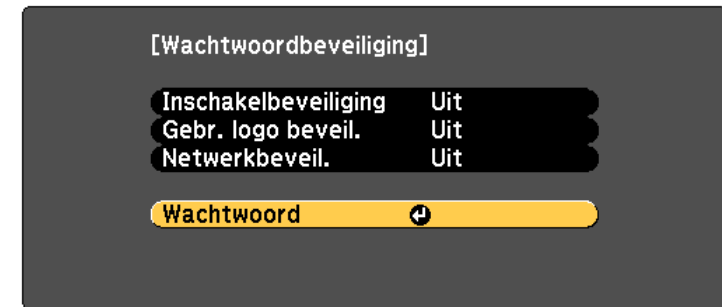 [Wachtwoordbeveiliging]
Inschakelbeveiliging Uit
Gebr. logo beveil. Uit
Netwerkbeveil. Uit
Wachtwoord